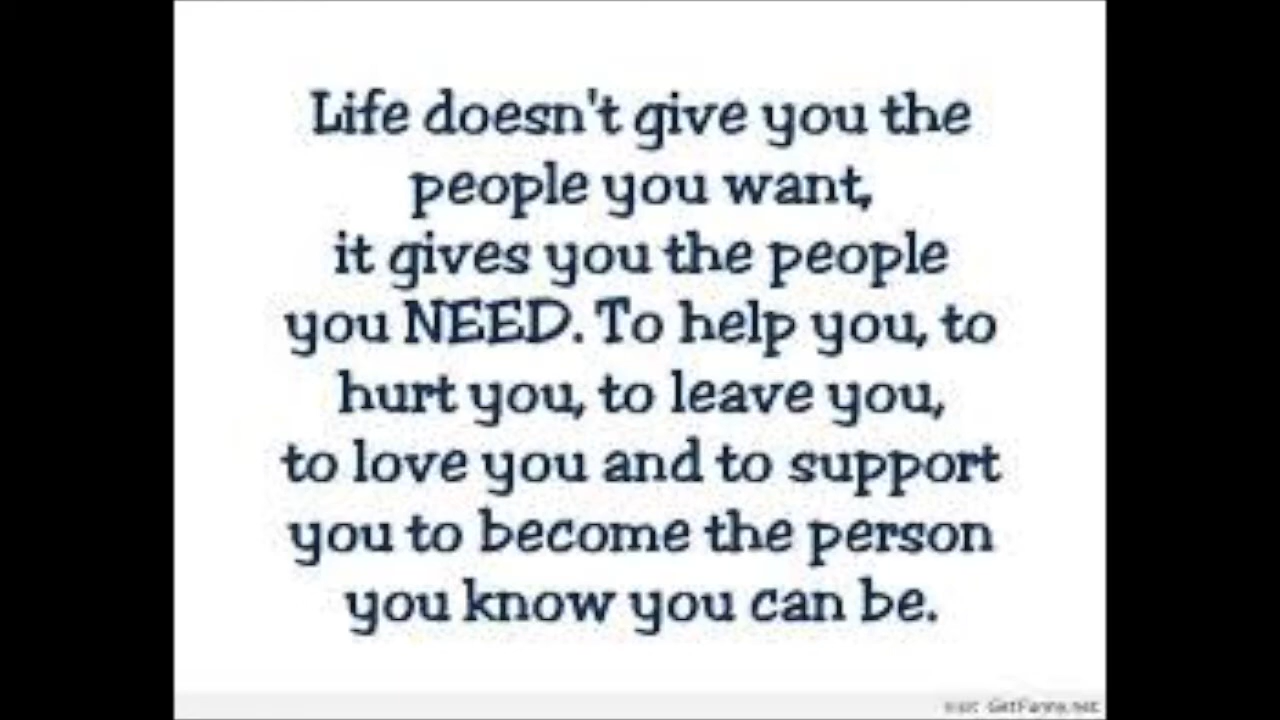 Life doesn't give you the
people you want,
it gives you the people
you NEED. To help you, to
hurt you, to leave you,
to love you and to support
you to become the person
you know you can be.